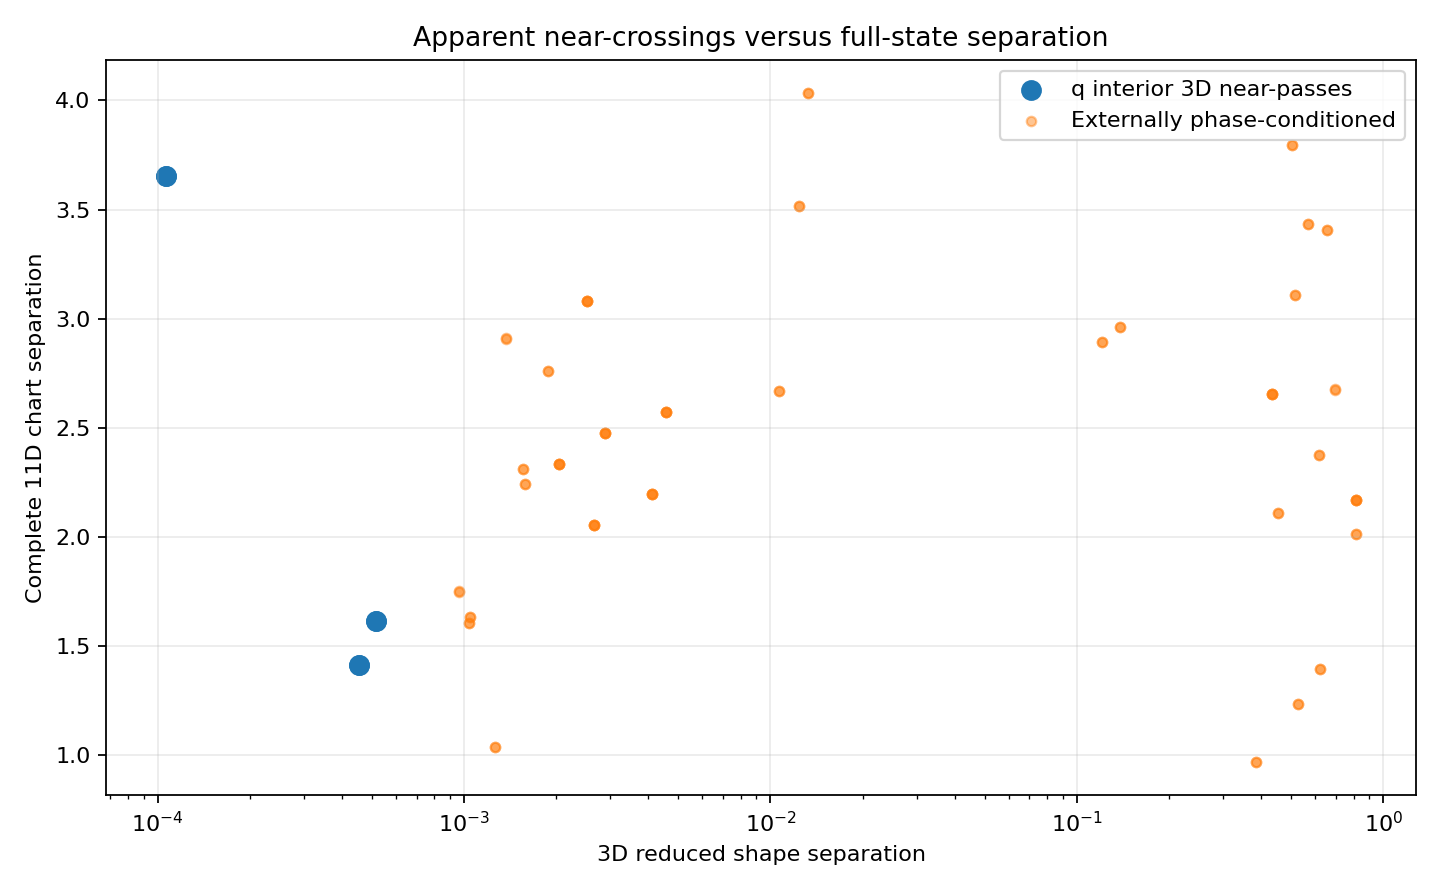 Apparent near-crossings versus full-state separation
q interior 3D near-passes
Externally phase-conditioned
Complete 11D chart separation
4.0
3.5
3.0
2.5
2.0
1.5
1.0
10⁻⁴
10⁻³
10⁻²
10⁻¹
10⁰
3D reduced shape separation